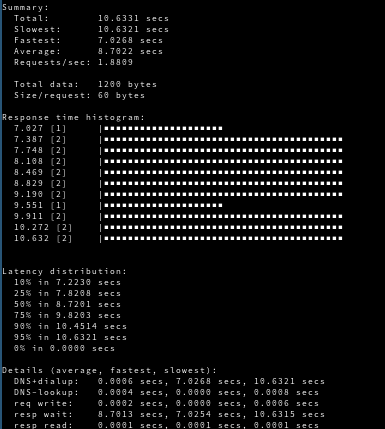 Summary:
Total: 10.6331 secs
Slowest: 10.6321 secs
Fastest: 7.0268 secs
Average: 8.7022 secs
Requests/sec: 1.8809
Total data: 1200 bytes
Size/request: 60 bytes
Response time histogram:
7.027 [1] |■■■■■■■■■■■■■■■■■■■■
7.387 [2] |■■■■■■■■■■■■■■■■■■■■■■■■■■■■■■■■■■■■■■■■
7.748 [2] |■■■■■■■■■■■■■■■■■■■■■■■■■■■■■■■■■■■■■■■■
8.108 [2] |■■■■■■■■■■■■■■■■■■■■■■■■■■■■■■■■■■■■■■■■
8.469 [2] |■■■■■■■■■■■■■■■■■■■■■■■■■■■■■■■■■■■■■■■■
8.829 [2] |■■■■■■■■■■■■■■■■■■■■■■■■■■■■■■■■■■■■■■■■
9.190 [2] |■■■■■■■■■■■■■■■■■■■■■■■■■■■■■■■■■■■■■■■■
9.551 [1] |■■■■■■■■■■■■■■■■■■■■
9.911 [2] |■■■■■■■■■■■■■■■■■■■■■■■■■■■■■■■■■■■■■■■■
10.272 [2] |■■■■■■■■■■■■■■■■■■■■■■■■■■■■■■■■■■■■■■■■
10.632 [2] |■■■■■■■■■■■■■■■■■■■■■■■■■■■■■■■■■■■■■■■■
Latency distribution:
10% in 7.2230 secs
25% in 7.8208 secs
50% in 8.7201 secs
75% in 9.8203 secs
90% in 10.4514 secs
95% in 10.6321 secs
0% in 0.0000 secs
Details (average, fastest, slowest):
DNS+dialup: 0.0006 secs, 7.0268 secs, 10.6321 secs
DNS-lookup: 0.0004 secs, 0.0000 secs, 0.0008 secs
req write: 0.0002 secs, 0.0000 secs, 0.0006 secs
resp wait: 8.7013 secs, 7.0254 secs, 10.6315 secs
resp read: 0.0001 secs, 0.0001 secs, 0.0001 secs